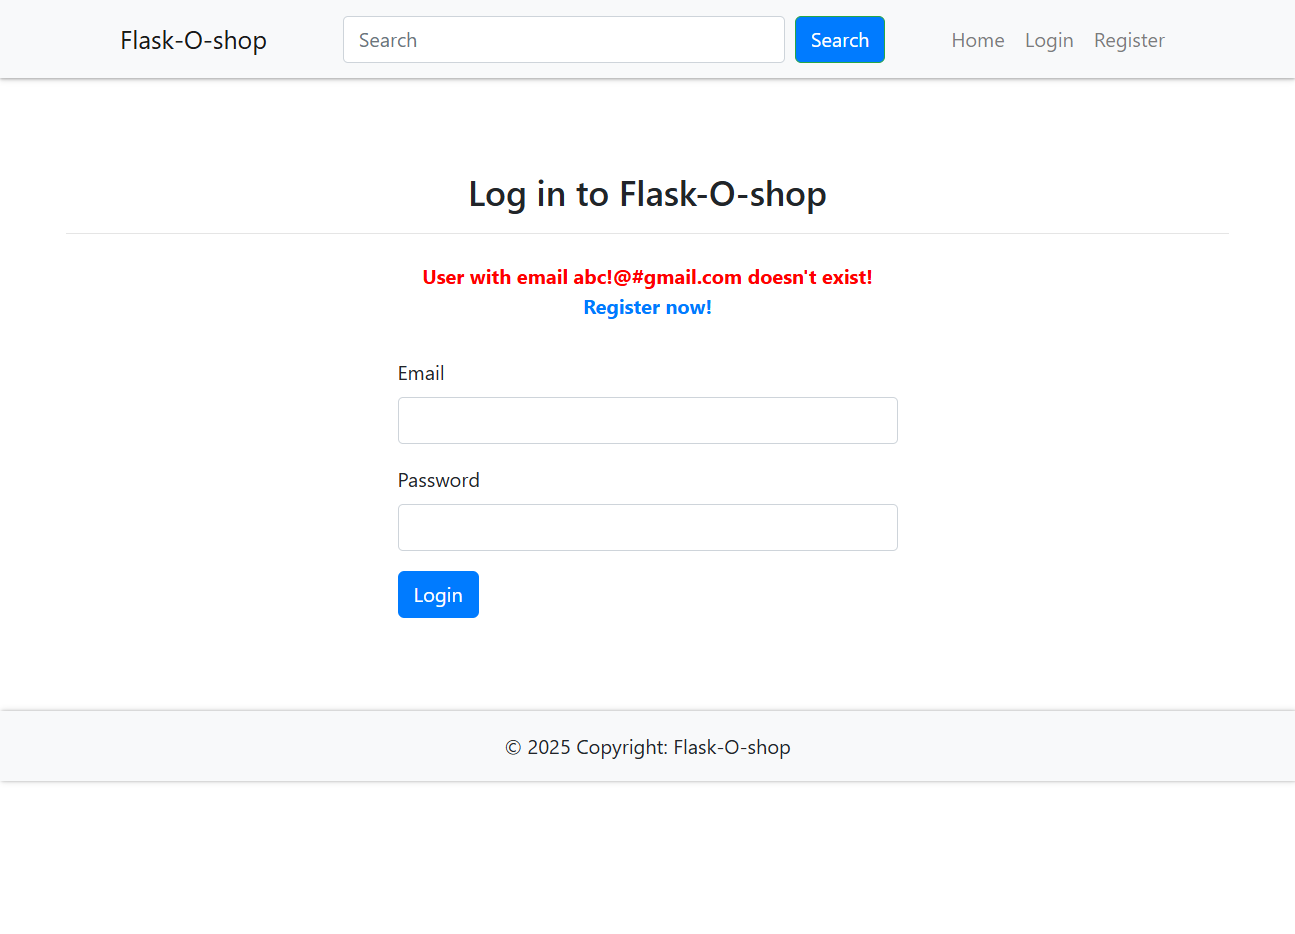 Flask-O-shop
Search
Search
Home
Login
Register
Log in to Flask-O-shop
User with email abc!@#gmail.com doesn't exist!
Register now!
Email
Password
Login
© 2025 Copyright: Flask-O-shop